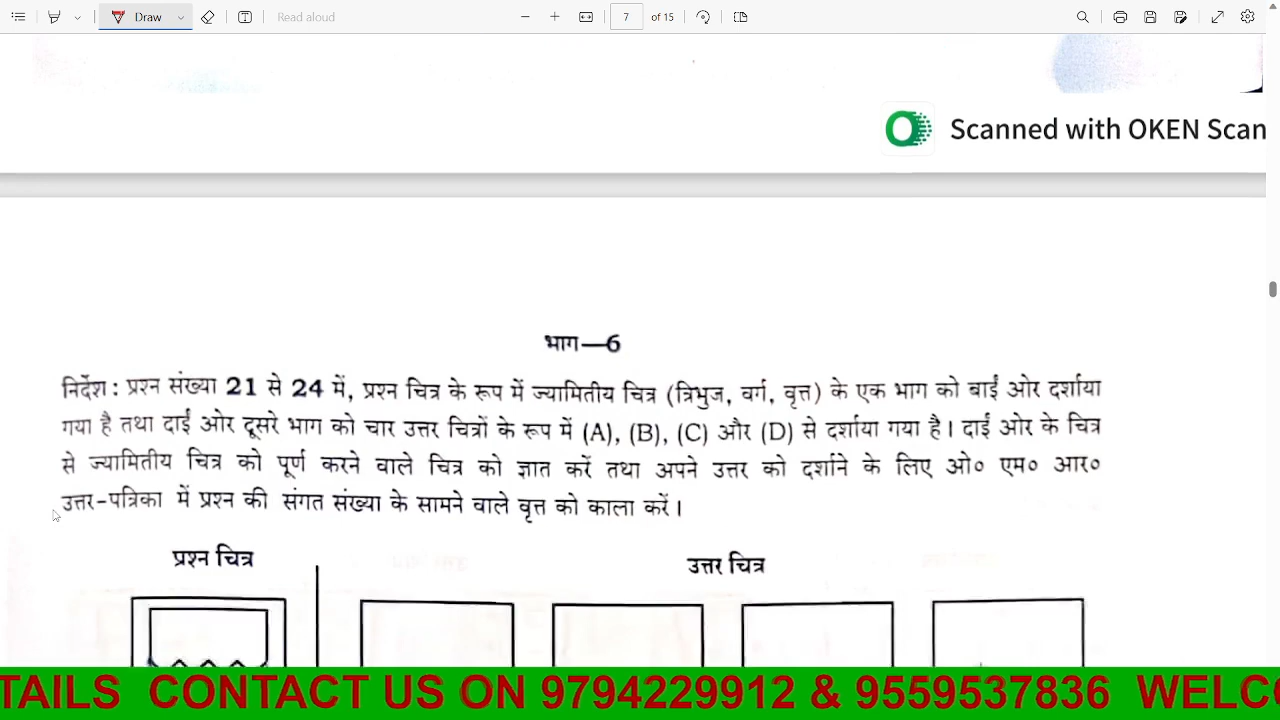 Draw
Read aloud
7
of 15
Scanned with OKEN Scan
भाग—6
निर्देश : प्रश्न संख्या 21 से 24 में, प्रश्न चित्र के रूप में ज्यामितीय चित्र (त्रिभुज, वर्ग, वृत्त) के एक भाग को बाईं ओर दर्शाया
गया है तथा दाईं ओर दूसरे भाग को चार उत्तर चित्रों के रूप में (A), (B), (C) और (D) से दर्शाया गया है। दाईं ओर के चित्र
से ज्यामितीय चित्र को पूर्ण करने वाले चित्र को ज्ञात करें तथा अपने उत्तर को दर्शाने के लिए ओ० एम० आर०
उत्तर-पत्रिका में प्रश्न की संगत संख्या के सामने वाले वृत्त को काला करें।
प्रश्न चित्र
उत्तर चित्र
TAILS CONTACT US ON 9794229912 & 9559537836 WELC